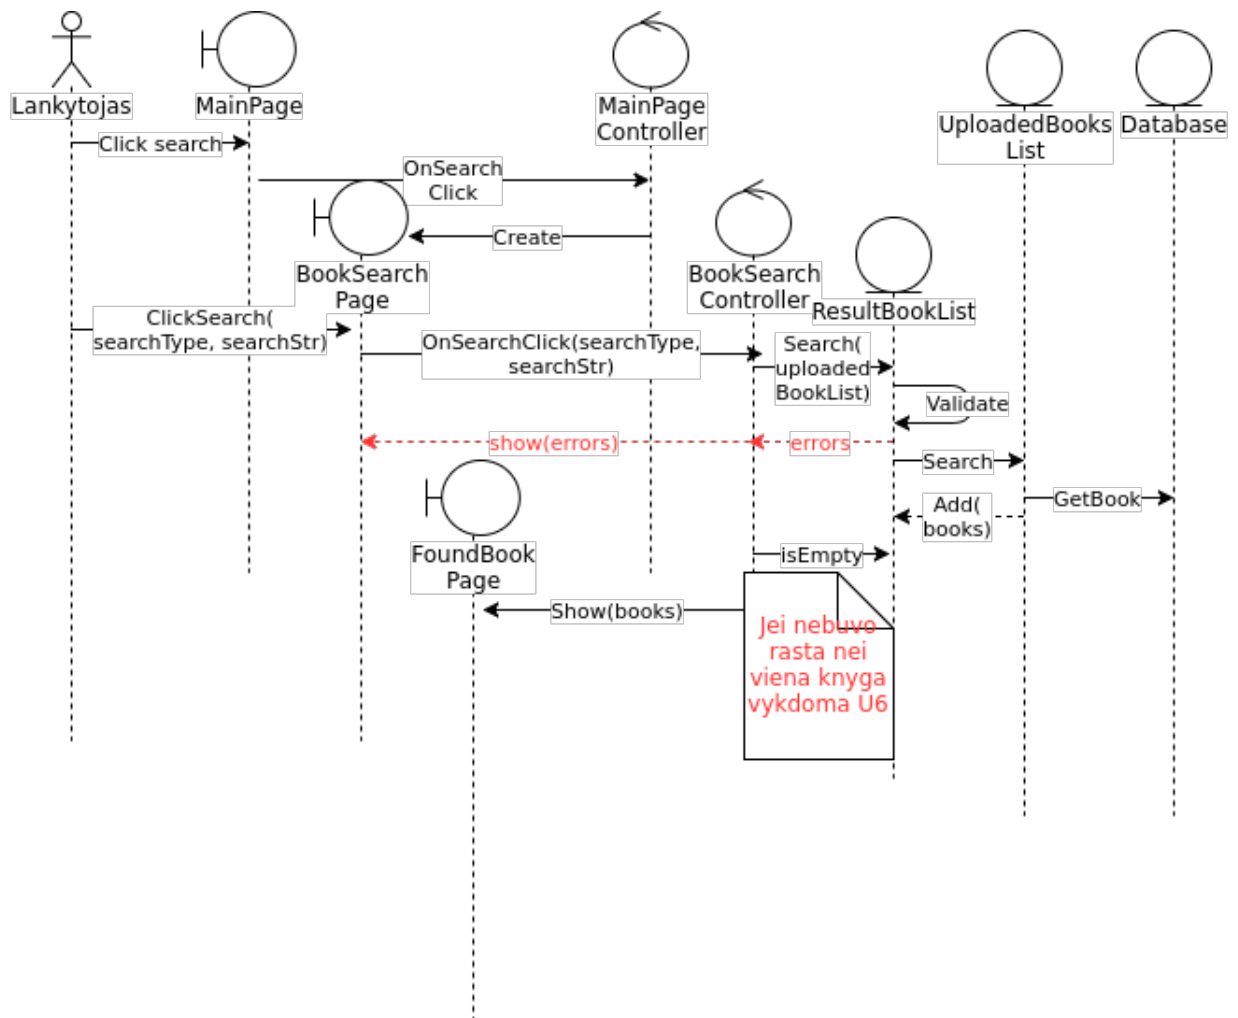 Lankytojas
MainPage
MainPage
Controller
UploadedBooks
List
Database
Click search
OnSearch
Click
Create
BookSearch
Page
BookSearch
Controller
ResultBookList
ClickSearch(
searchType, searchStr)
OnSearchClick(searchType,
searchStr)
Search(
uploaded
BookList)
Validate
show(errors)
errors
Search
GetBook
Add(
books)
isEmpty
FoundBook
Page
Show(books)
Jei nebuvo
rasta nei
viena knyga
vykdoma U6